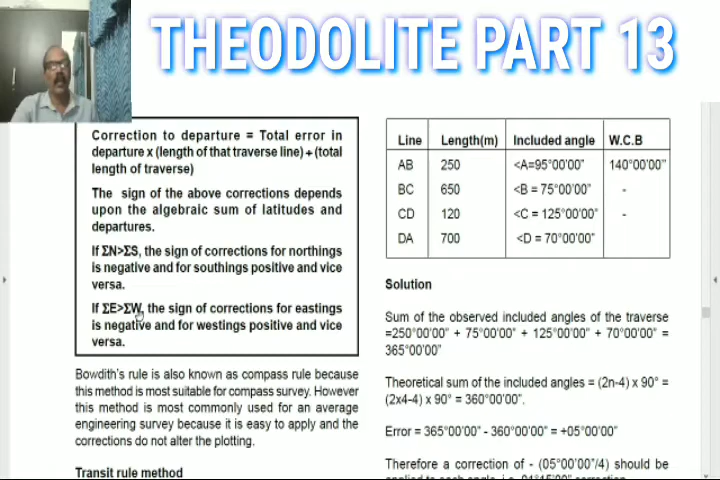 THEODOLITE PART 13
Correction to departure = Total error in
departure x (length of that traverse line) ÷ (total
length of traverse)
The sign of the above corrections depends
upon the algebraic sum of latitudes and
departures.
If ΣN>ΣS, the sign of corrections for northings
is negative and for southings positive and vice
versa.
If ΣE>ΣW, the sign of corrections for eastings
is negative and for westings positive and vice
versa.
Bowdith's rule is also known as compass rule because
this method is most suitable for compass survey. However
this method is most commonly used for an average
engineering survey because it is easy to apply and the
corrections do not alter the plotting.
Transit rule method
Line Length(m) Included angle W.C.B
AB 250 <A=95°00'00" 140°00'00"
BC 650 <B = 75°00'00" -
CD 120 <C = 125°00'00" -
DA 700 <D = 70°00'00"
Solution
Sum of the observed included angles of the traverse
=250°00'00" + 75°00'00" + 125°00'00" + 70°00'00" =
365°00'00"
Theoretical sum of the included angles = (2n-4) x 90° =
(2x4-4) x 90° = 360°00'00".
Error = 365°00'00" - 360°00'00" = +05°00'00"
Therefore a correction of - (05°00'00"/4) should be
applied to each angle, i.e. 01°15'00" correction